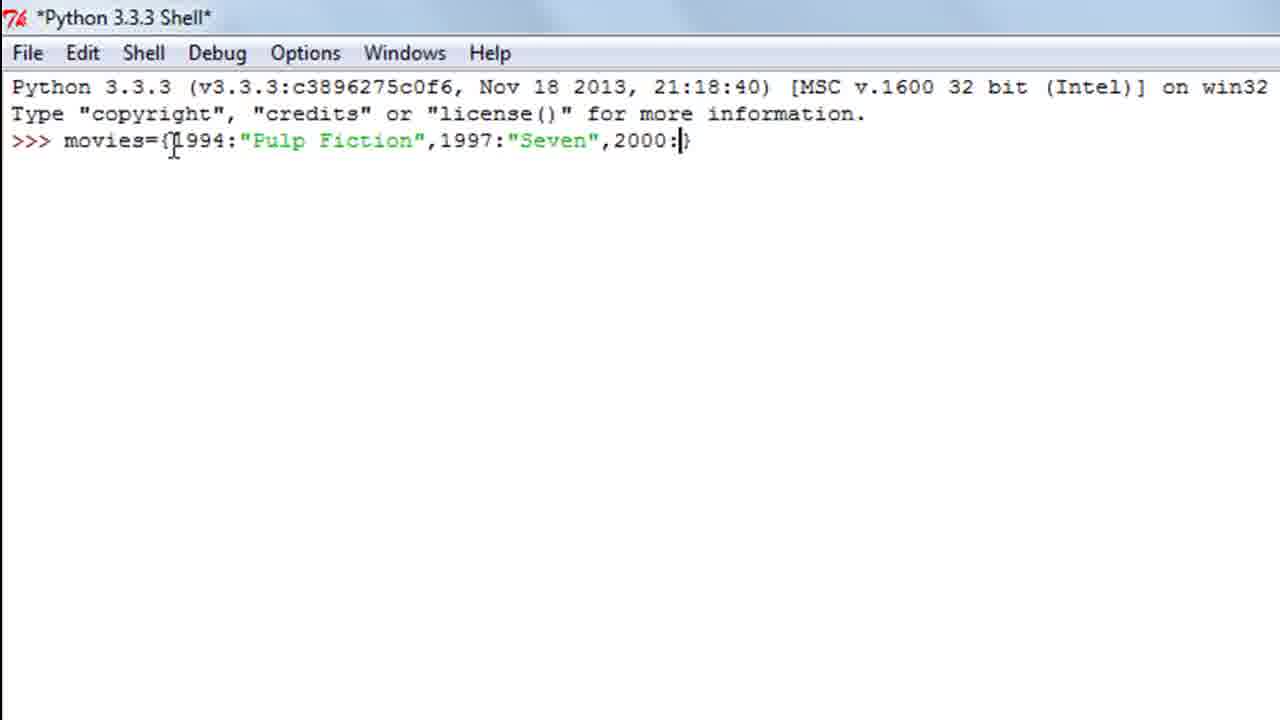 *Python 3.3.3 Shell*
File Edit Shell Debug Options Windows Help
Python 3.3.3 (v3.3.3:c3896275c0f6, Nov 18 2013, 21:18:40) [MSC v.1600 32 bit (Intel)] on win32
Type "copyright", "credits" or "license()" for more information.
>>> movies={1994:"Pulp Fiction",1997:"Seven",2000:}